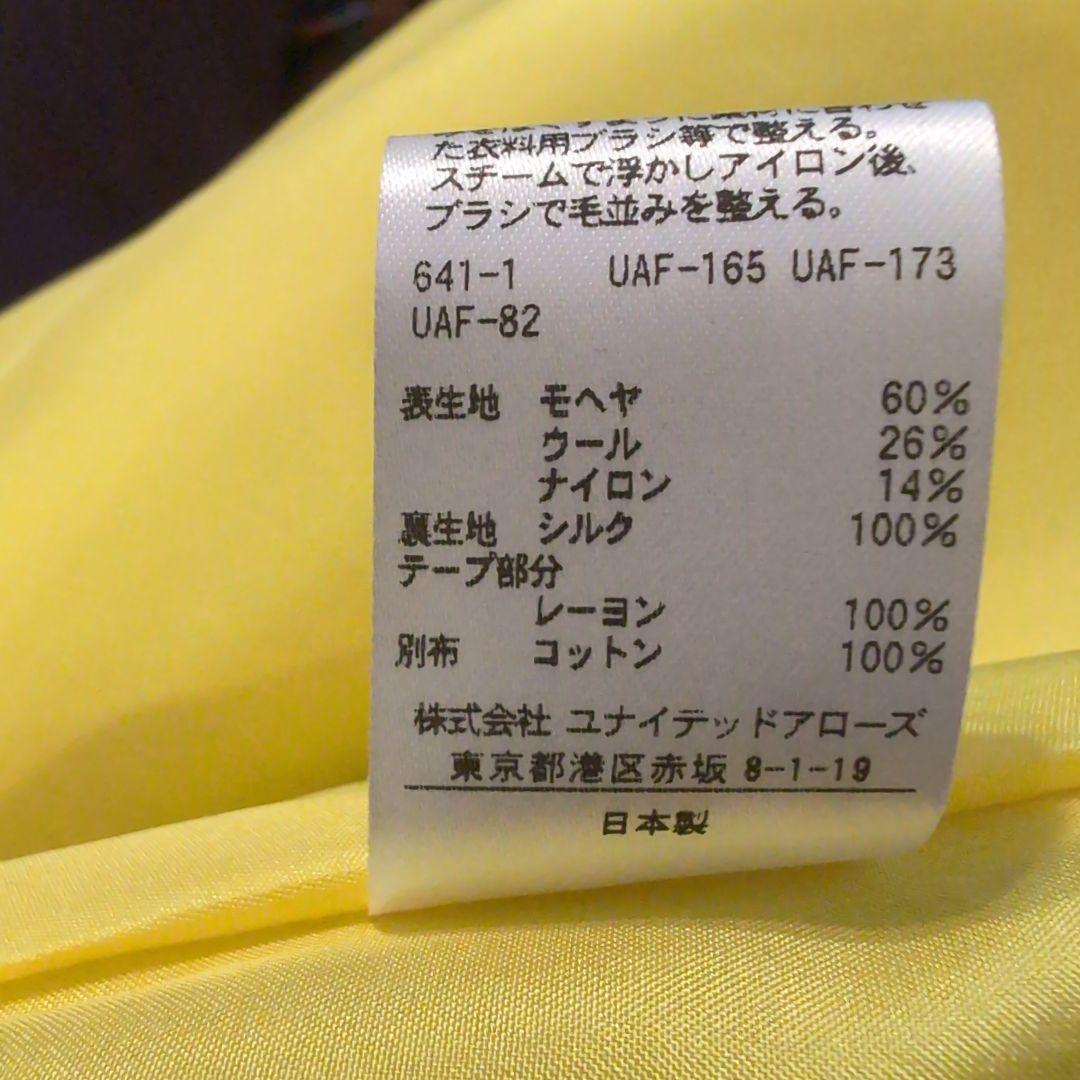 た衣料用ブラシ等で整える。
スチームで浮かしアイロン後、
ブラシで毛並みを整える。
641-1 UAF-165 UAF-173
UAF-82
表生地 モヘヤ 60%
ウール 26%
ナイロン 14%
裏生地 シルク 100%
テープ部分
レーヨン 100%
別布 コットン 100%
株式会社 ユナイテッドアローズ
東京都港区赤坂 8-1-19
日本製